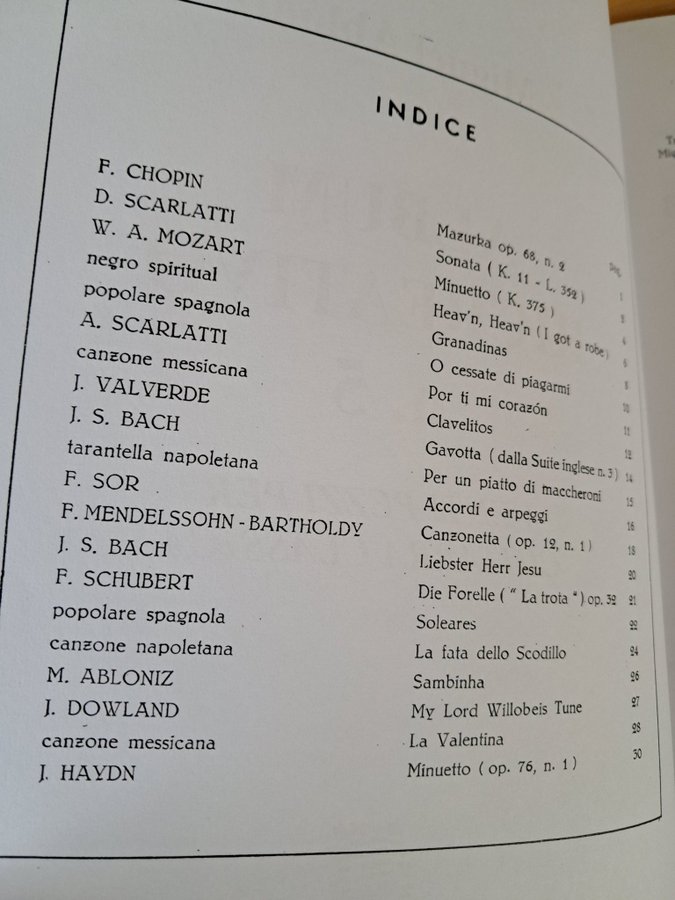 INDICE
pag.
F. CHOPIN Mazurka op. 68, n. 2 1
D. SCARLATTI Sonata ( K. 11 - L. 352 ) 2
W. A. MOZART Minuetto ( K. 375 ) 4
negro spiritual Heav'n, Heav'n ( I got a robe) 6
popolare spagnola Granadinas 8
A. SCARLATTI O cessate di piagarmi 10
canzone messicana Por ti mi corazón 11
J. VALVERDE Clavelitos 12
J. S. BACH Gavotta ( dalla Suite inglese n. 3 ) 14
tarantella napoletana Per un piatto di maccheroni 15
F. SOR Accordi e arpeggi 16
F. MENDELSSOHN - BARTHOLDY Canzonetta ( op. 12, n. 1 ) 18
J. S. BACH Liebster Herr Jesu 20
F. SCHUBERT Die Forelle ( “ La trota “ ) op. 32 21
popolare spagnola Soleares 22
canzone napoletana La fata dello Scodillo 24
M. ABLONIZ Sambinha 26
J. DOWLAND My Lord Willobeis Tune 27
canzone messicana La Valentina 28
J. HAYDN Minuetto ( op. 76, n. 1 ) 30